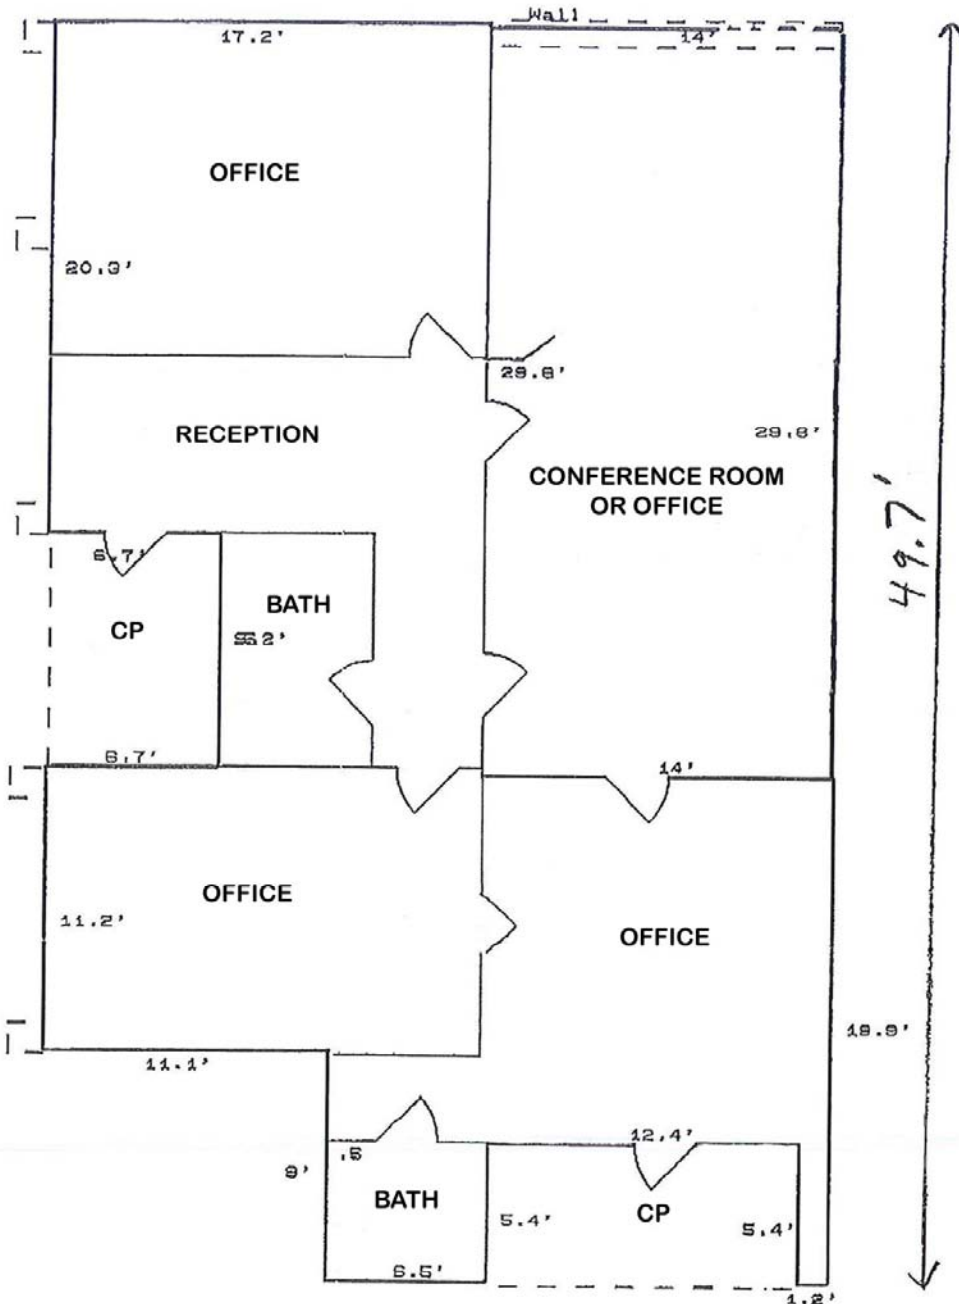 Wall
17.2'
14'
OFFICE
20.3'
29.8'
RECEPTION
29.8'
CONFERENCE ROOM
OR OFFICE
49.7'
6.7'
BATH
CP
6.7'
14'
OFFICE
11.2'
OFFICE
19.9'
11.1'
12.4'
.5
9'
BATH
5.4'
CP
5.4'
6.5'
1.2'